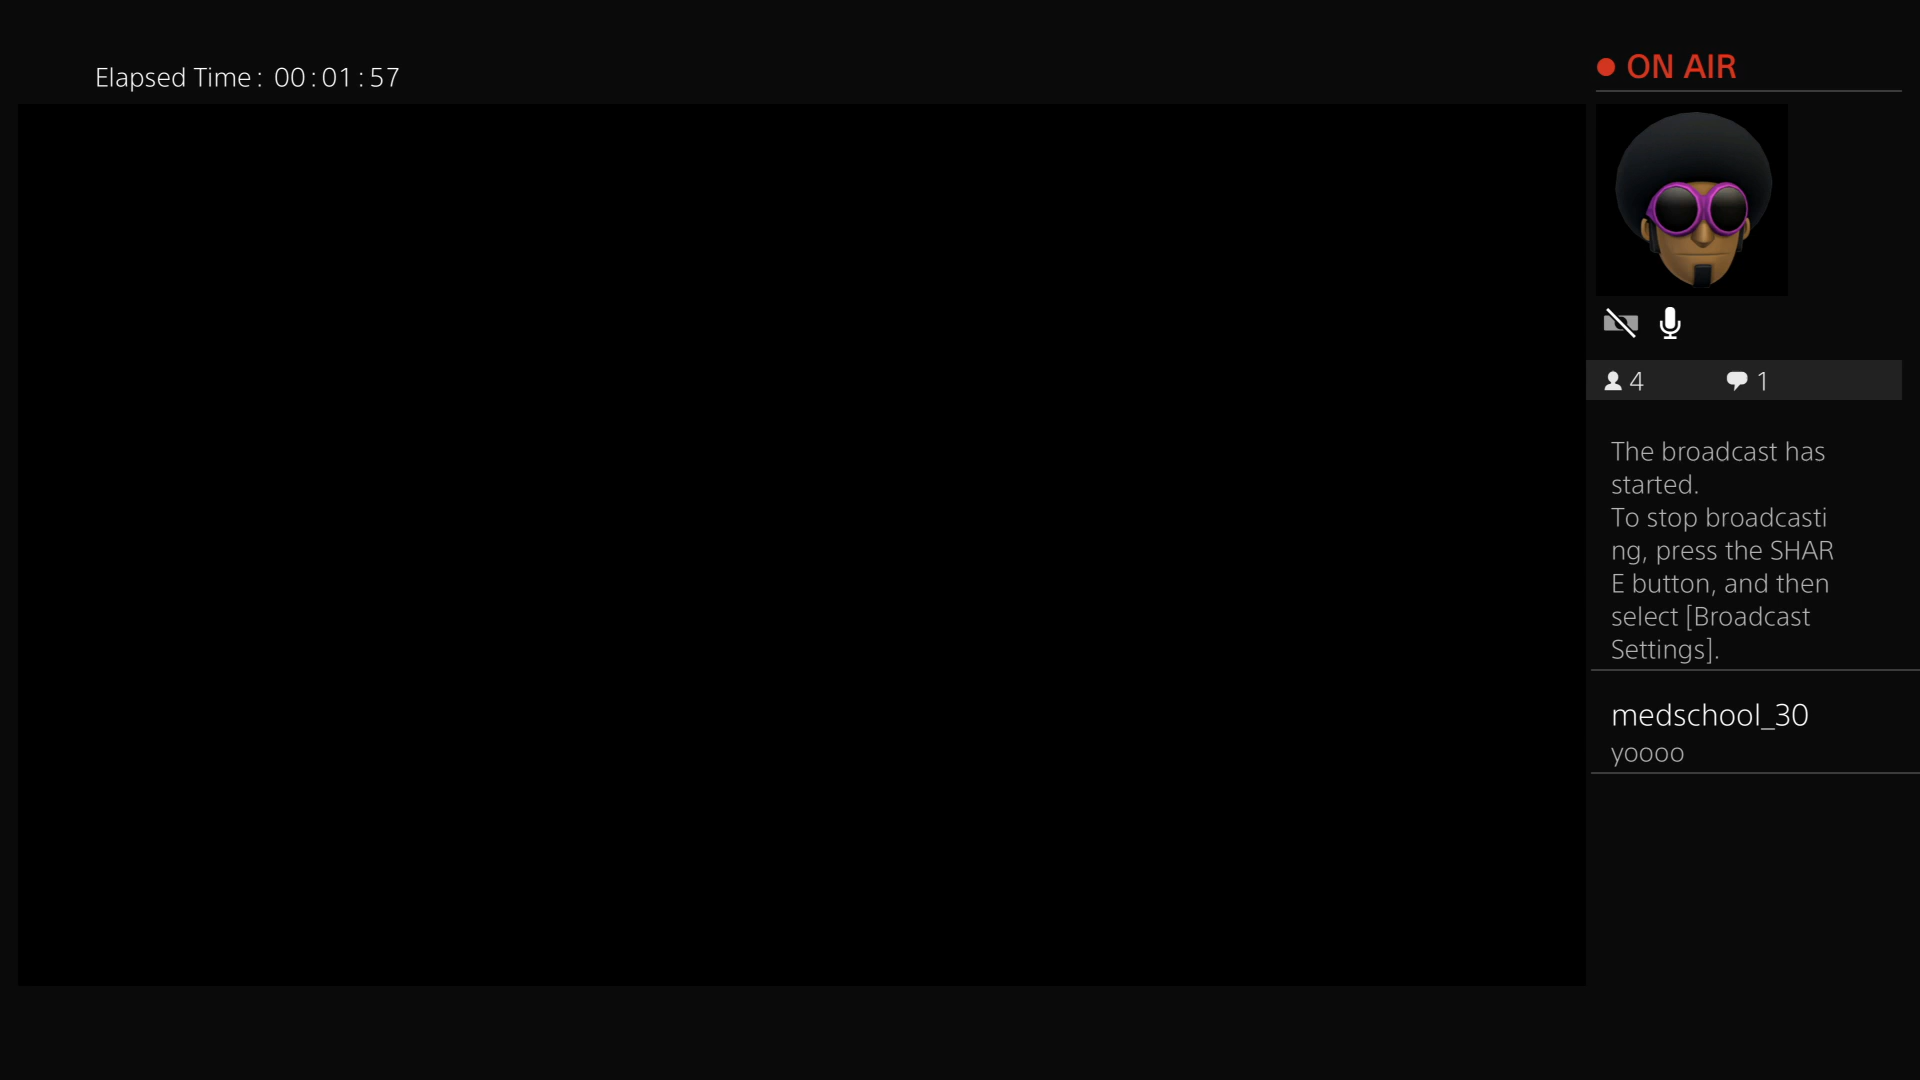 Elapsed Time: 00:01:57
ON AIR
4 1
The broadcast has
started.
To stop broadcasti
ng, press the SHAR
E button, and then
select [Broadcast
Settings].
medschool_30
yoooo